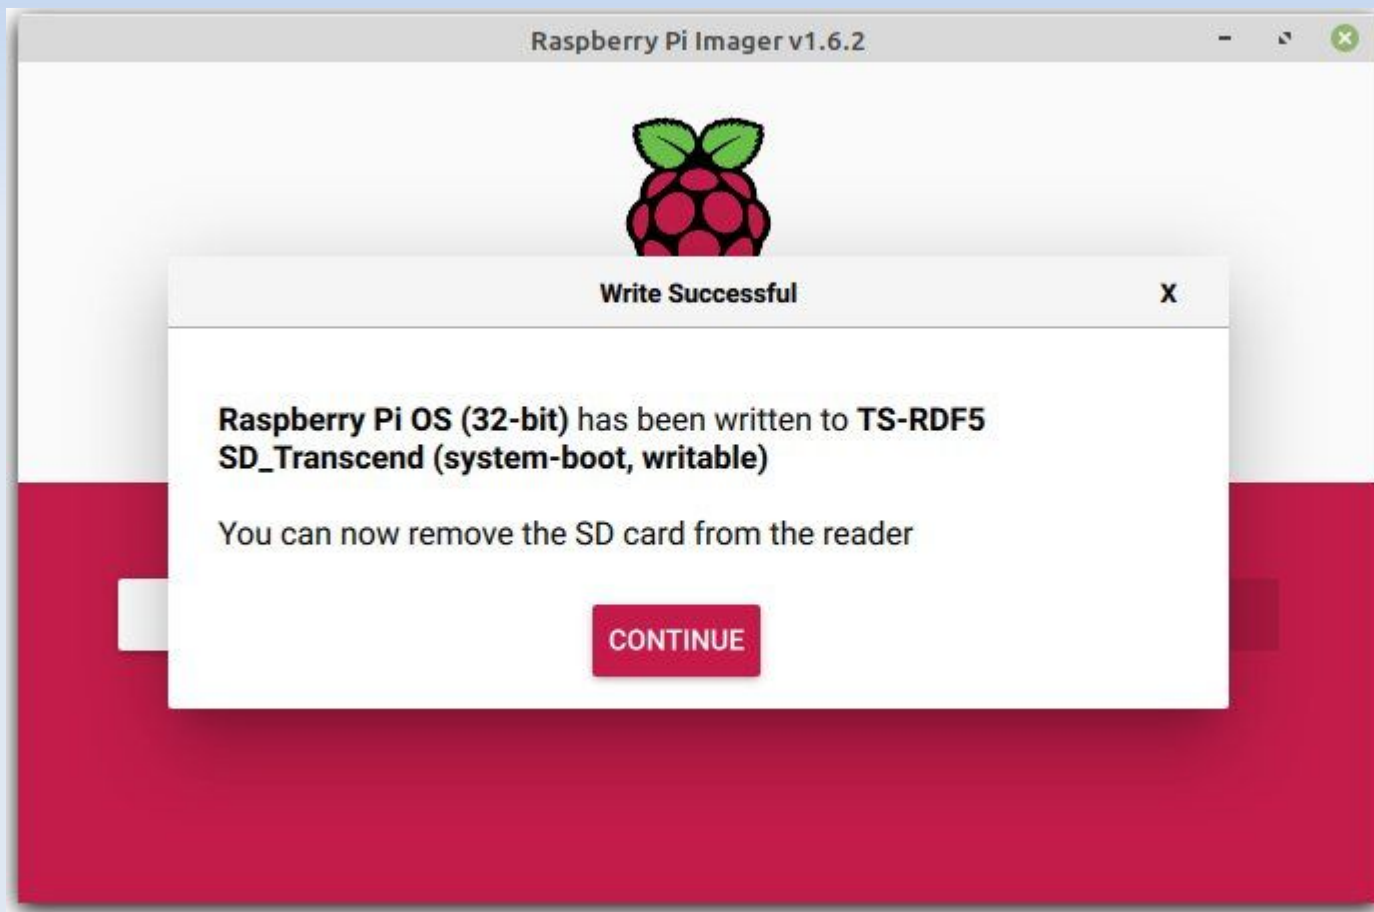 Raspberry Pi Imager v1.6.2
Write Successful
X
Raspberry Pi OS (32-bit) has been written to TS-RDF5
SD_Transcend (system-boot, writable)
You can now remove the SD card from the reader
CONTINUE